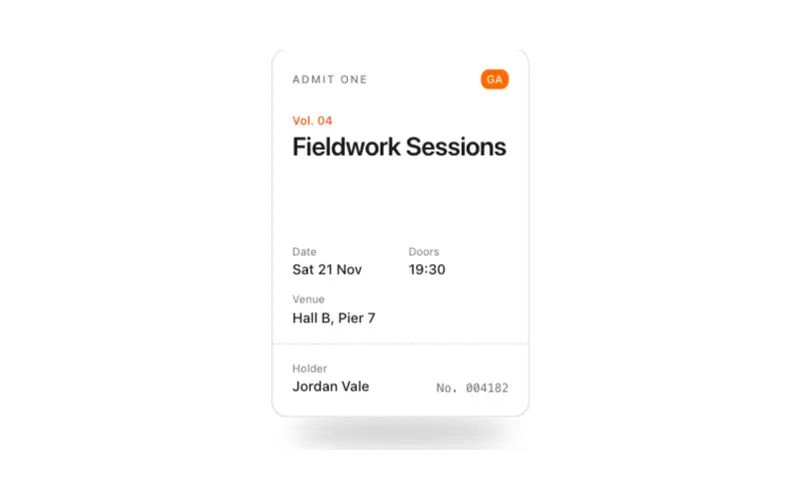 ADMIT ONE GA
Vol. 04
Fieldwork Sessions
Date Doors
Sat 21 Nov 19:30
Venue
Hall B, Pier 7
Holder
Jordan Vale No. 004182